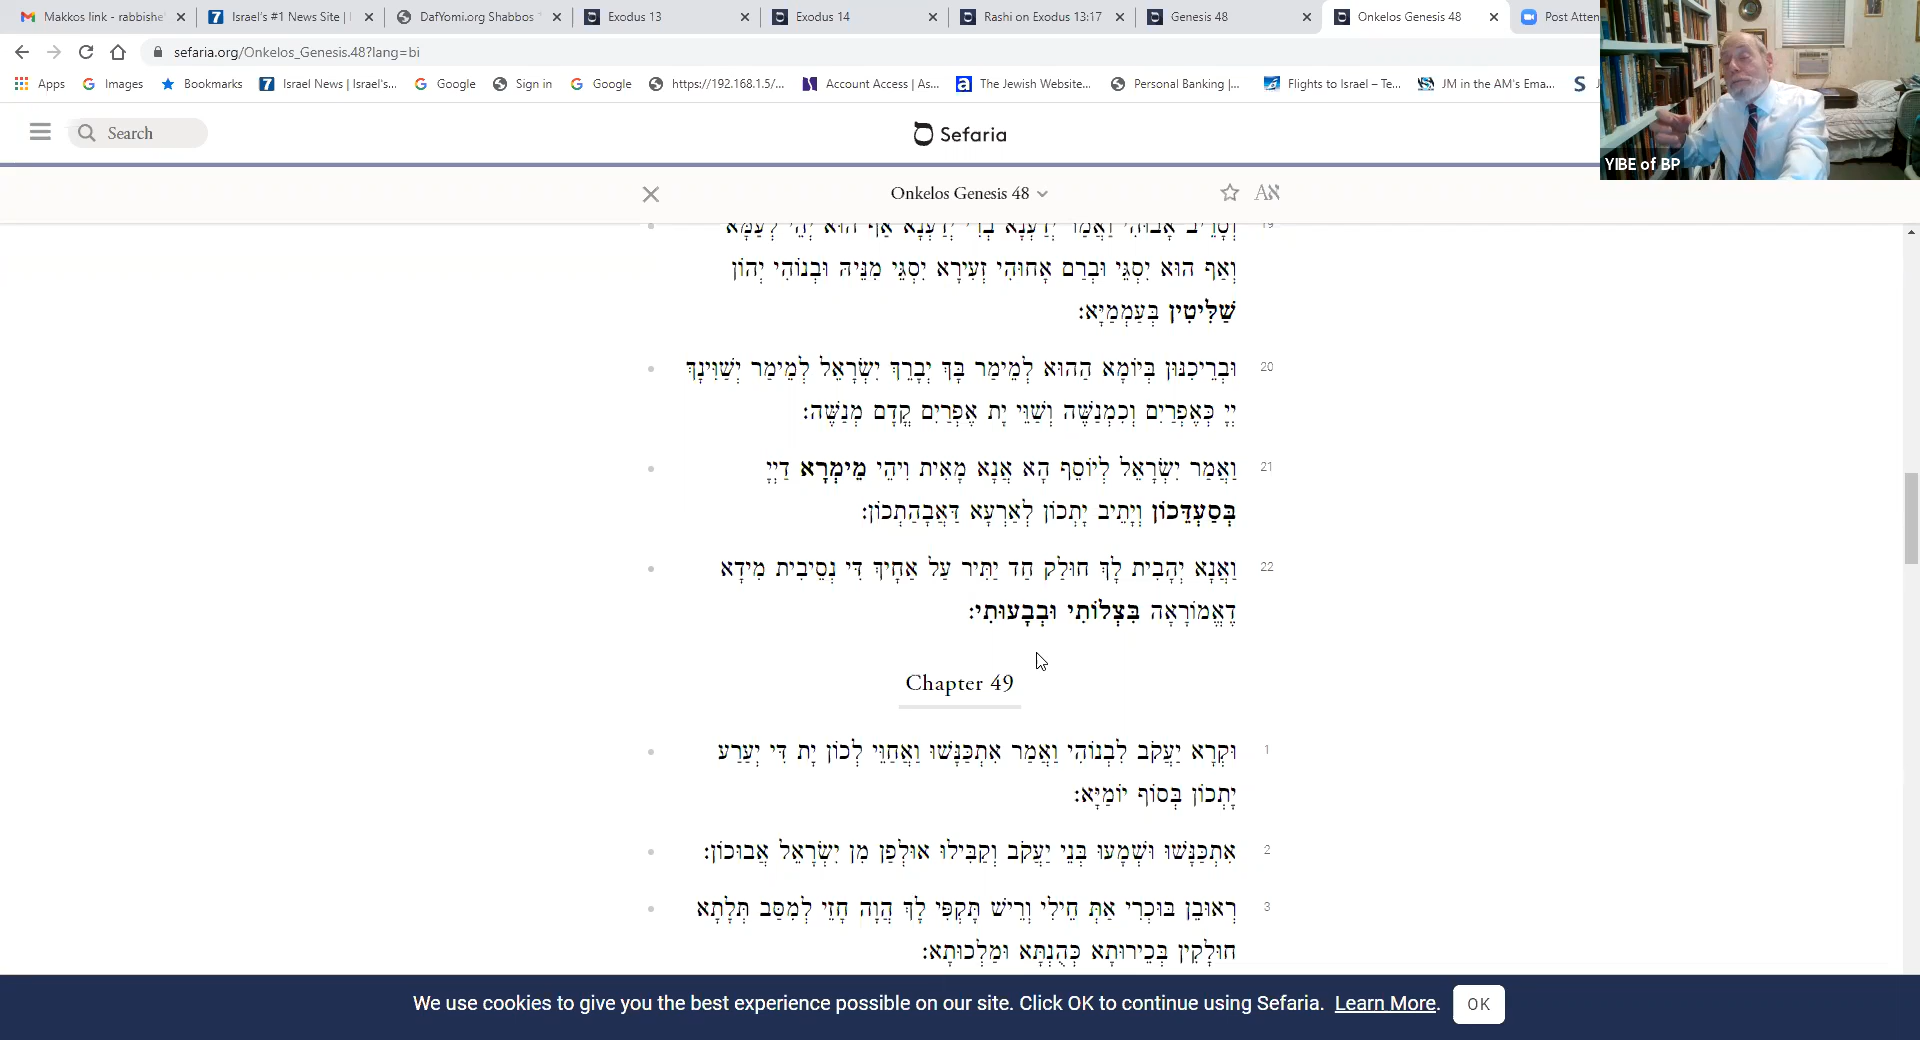 Makkos link - rabbishe
Israel's #1 News Site |
DafYomi.org Shabbos
Exodus 13
Exodus 14
Rashi on Exodus 13:17
Genesis 48
Onkelos Genesis 48
Post Atten
sefaria.org/Onkelos_Genesis.48?lang=bi
Apps Images Bookmarks Israel News | Israel's... Google Sign in Google https://192.168.1.5/... Account Access | As... The Jewish Website... Personal Banking |... Flights to Israel – Te... JM in the AM's Ema...
YIBE of BP
Search
Sefaria
Onkelos Genesis 48
19
וְאַף הוּא יִסְגֵּי וּבְרַם אָחוּהִי זְעִירָא יִסְגֵּי מִנֵּיהּ וּבְנוֹהִי יְהוֹן
שַׁלִּיטִין בְּעַמְמַיָּא:
20 וּבָרֵיכִנּוּן בְּיוֹמָא הַהוּא לְמֵימַר בָּךְ יְבָרֵךְ יִשְׂרָאֵל לְמֵימַר יְשַׁוִּינָךְ
יְיָ כְּאֶפְרַיִם וְכִמְנַשֶּׁה וְשַׁוִּי יָת אֶפְרַיִם קֳדָם מְנַשֶּׁה:
21 וַאֲמַר יִשְׂרָאֵל לְיוֹסֵף הָא אֲנָא מָאִית וִיהֵי מֵימְרָא דַיְיָ
בְּסַעְדְּכוֹן וְיָתֵיב יָתְכוֹן לְאַרְעָא דַּאֲבָהַתְכוֹן:
22 וַאֲנָא יְהָבִית לָךְ חוּלַק חַד יַתִּיר עַל אַחָיךְ דִּי נְסֵיבִית מִידָא
דֶאֱמוֹרָאָה בִּצְלוֹתִי וּבְבָעוּתִי:
Chapter 49
1 וּקְרָא יַעֲקֹב לִבְנוֹהִי וַאֲמַר אִתְכַּנָּשׁוּ וַאֲחַוֵּי לְכוֹן יָת דִּי יְעָרַע
יָתְכוֹן בְּסוֹף יוֹמַיָּא:
2 אִתְכַּנָּשׁוּ וּשְׁמָעוּ בְּנֵי יַעֲקֹב וְקַבִּילוּ אוּלְפַן מִן יִשְׂרָאֵל אֲבוּכוֹן:
3 רְאוּבֵן בּוּכְרִי אַתְּ חֵילִי וְרֵישׁ תָּקְפִּי לָךְ הֲוָה חָזֵי לְמִסַּב תְּלָתָא
חוּלָקִין בְּכֵירוּתָא כְּהֻנְתָּא וּמַלְכוּתָא:
We use cookies to give you the best experience possible on our site. Click OK to continue using Sefaria. Learn More. OK